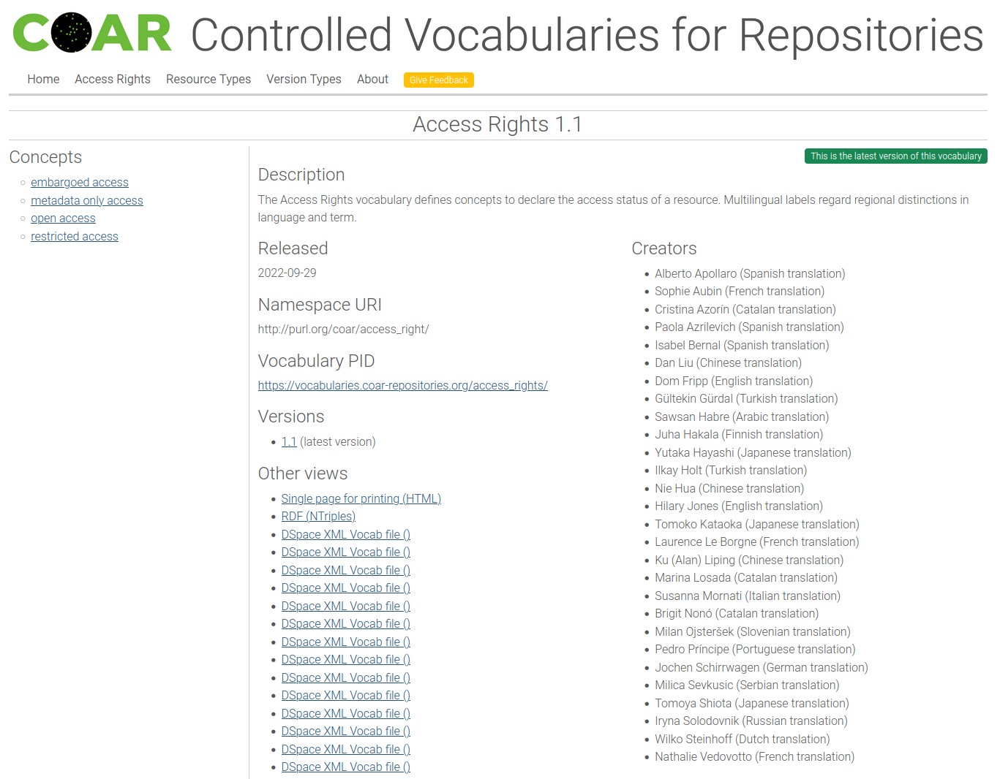 COAR Controlled Vocabularies for Repositories
Home Access Rights Resource Types Version Types About Give Feedback
Access Rights 1.1
Concepts
embargoed access
metadata only access
open access
restricted access
This is the latest version of this vocabulary
Description
The Access Rights vocabulary defines concepts to declare the access status of a resource. Multilingual labels regard regional distinctions in
language and term.
Released
2022-09-29
Namespace URI
http://purl.org/coar/access_right/
Vocabulary PID
https://vocabularies.coar-repositories.org/access_rights/
Versions
1.1 (latest version)
Other views
Single page for printing (HTML)
RDF (NTriples)
DSpace XML Vocab file ()
DSpace XML Vocab file ()
DSpace XML Vocab file ()
DSpace XML Vocab file ()
DSpace XML Vocab file ()
DSpace XML Vocab file ()
DSpace XML Vocab file ()
DSpace XML Vocab file ()
DSpace XML Vocab file ()
DSpace XML Vocab file ()
DSpace XML Vocab file ()
DSpace XML Vocab file ()
DSpace XML Vocab file ()
DSpace XML Vocab file ()
Creators
Alberto Apollaro (Spanish translation)
Sophie Aubin (French translation)
Cristina Azorín (Catalan translation)
Paola Azrilevich (Spanish translation)
Isabel Bernal (Spanish translation)
Dan Liu (Chinese translation)
Dom Fripp (English translation)
Gültekin Gürdal (Turkish translation)
Sawsan Habre (Arabic translation)
Juha Hakala (Finnish translation)
Yutaka Hayashi (Japanese translation)
Ilkay Holt (Turkish translation)
Nie Hua (Chinese translation)
Hilary Jones (English translation)
Tomoko Kataoka (Japanese translation)
Laurence Le Borgne (French translation)
Ku (Alan) Liping (Chinese translation)
Marina Losada (Catalan translation)
Susanna Mornati (Italian translation)
Brigit Nonó (Catalan translation)
Milan Ojsteršek (Slovenian translation)
Pedro Príncipe (Portuguese translation)
Jochen Schirrwagen (German translation)
Milica Sevkusic (Serbian translation)
Tomoya Shiota (Japanese translation)
Iryna Solodovnik (Russian translation)
Wilko Steinhoff (Dutch translation)
Nathalie Vedovotto (French translation)